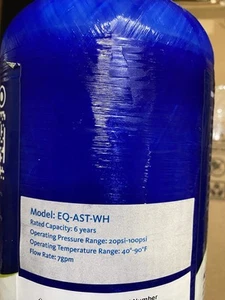 Model: EQ-AST-WH
Rated Capacity: 6 years
Operating Pressure Range: 20psi-100psi
Operating Temperature Range: 40°-90°F
Flow Rate: 7gpm
Number